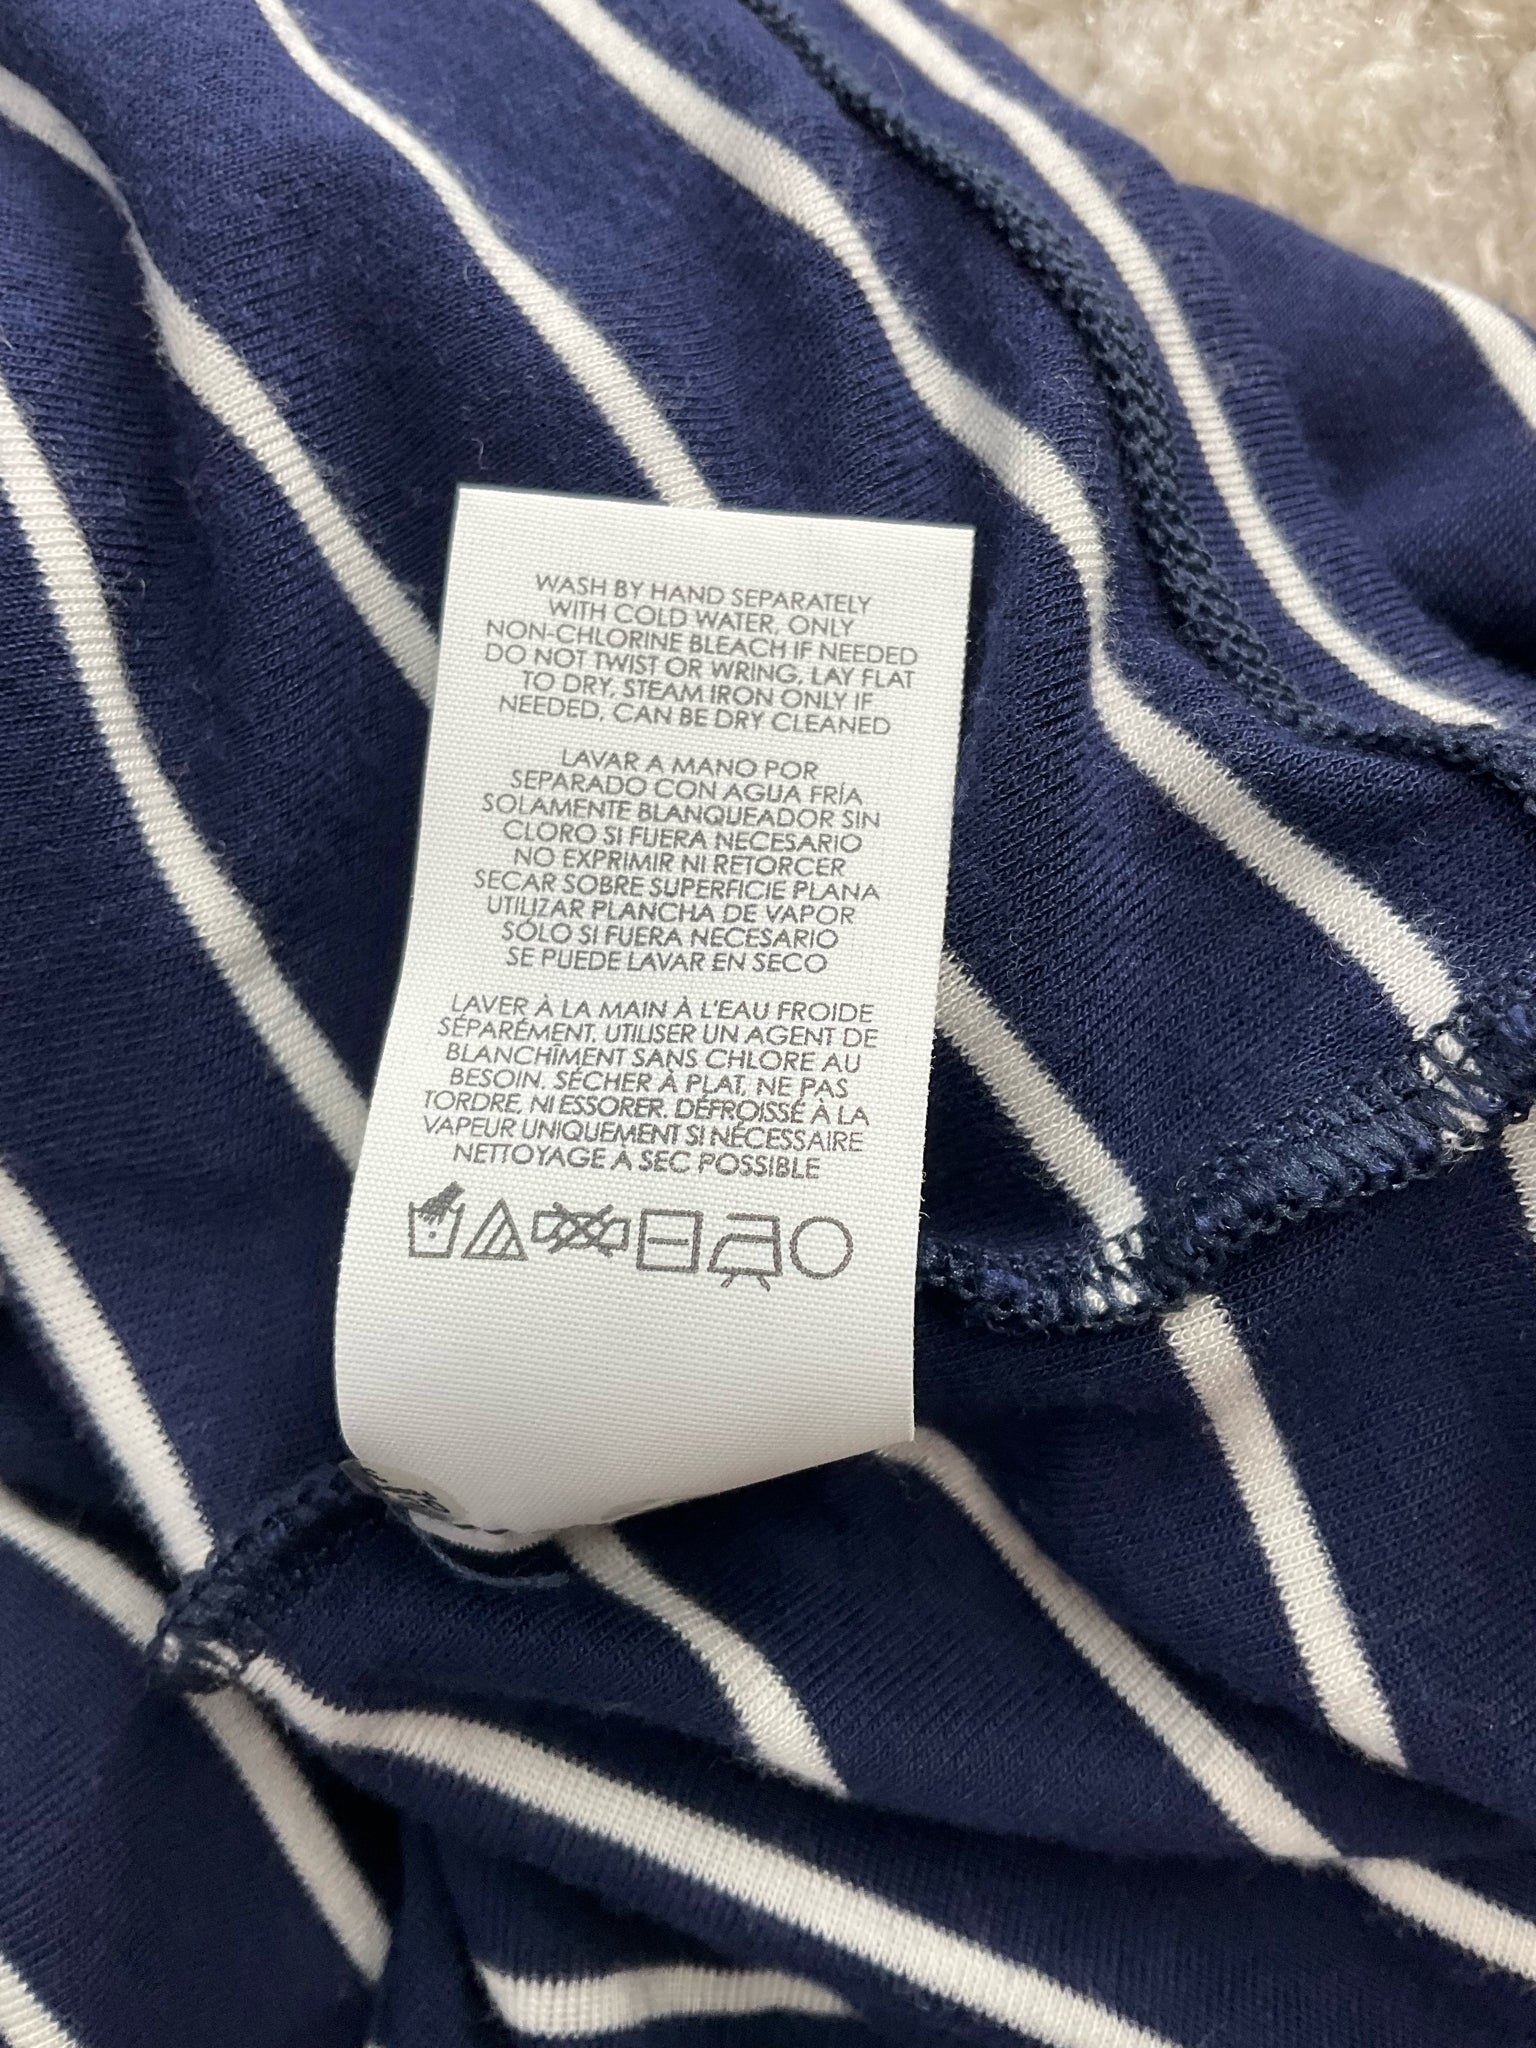 WASH BY HAND SEPARATELY
WITH COLD WATER, ONLY
NON-CHLORINE BLEACH IF NEEDED
DO NOT TWIST OR WRING, LAY FLAT
TO DRY, STEAM IRON ONLY IF
NEEDED, CAN BE DRY CLEANED
LAVAR A MANO POR
SEPARADO CON AGUA FRÍA
SOLAMENTE BLANQUEADOR SIN
CLORO SI FUERA NECESARIO
NO EXPRIMIR NI RETORCER
SECAR SOBRE SUPERFICIE PLANA
UTILIZAR PLANCHA DE VAPOR
SÓLO SI FUERA NECESARIO
SE PUEDE LAVAR EN SECO
LAVER À LA MAIN À L'EAU FROIDE
SÉPARÉMENT, UTILISER UN AGENT DE
BLANCHÎMENT SANS CHLORE AU
BESOIN. SÉCHER À PLAT, NE PAS
TORDRE, NI ESSORER. DÉFROISSÉ À LA
VAPEUR UNIQUEMENT SI NÉCESSAIRE
NETTOYAGE A SEC POSSIBLE